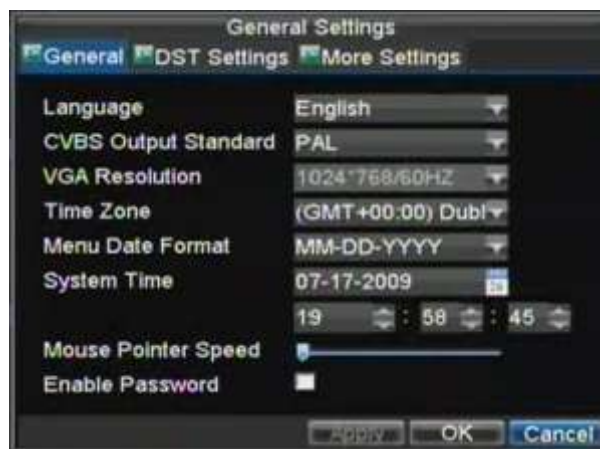 General Settings
General DST Settings More Settings
Language English
CVBS Output Standard PAL
VGA Resolution 1024*768/60HZ
Time Zone (GMT+00:00) Dubl
Menu Date Format MM-DD-YYYY
System Time 07-17-2009
19 : 58 : 45
Mouse Pointer Speed
Enable Password
Apply OK Cancel